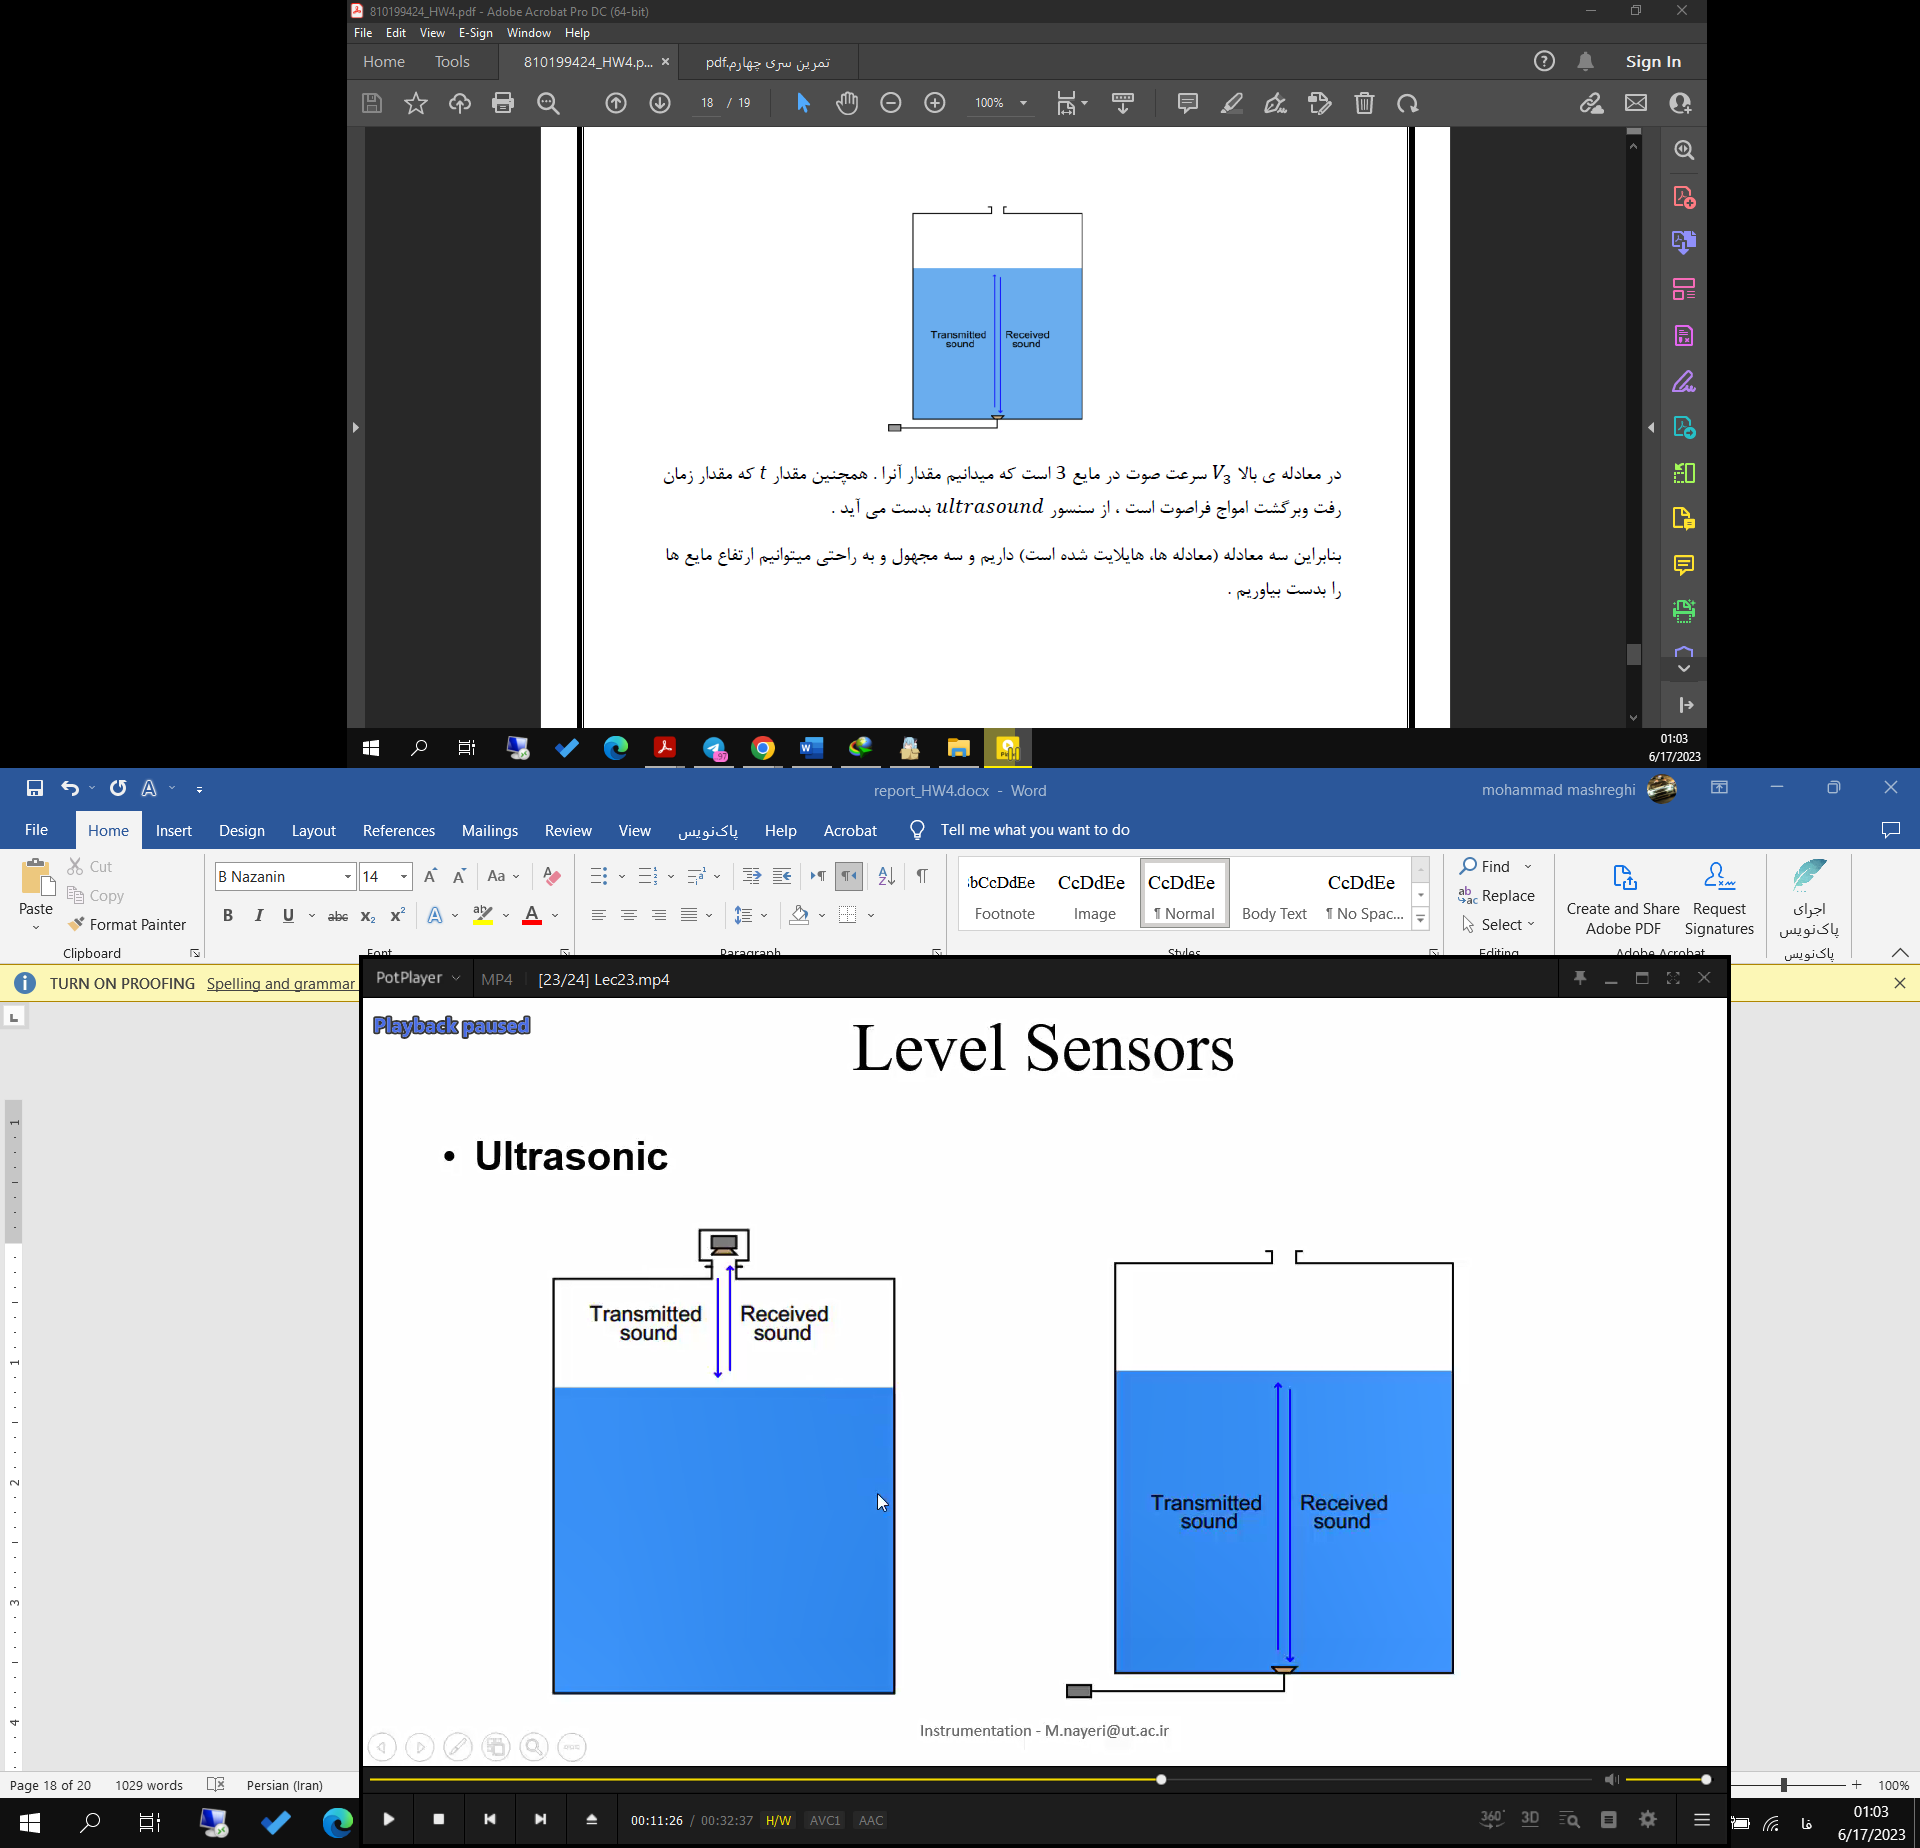 810199424_HW4.pdf - Adobe Acrobat Pro DC (64-bit)
File Edit View E-Sign Window Help
Home Tools 810199424_HW4.p... × تمرین سری چهارم.pdf Sign In
18 / 19 100%
Transmitted sound
Received sound
در معادله ی بالا V3 سرعت صوت در مایع 3 است که میدانیم مقدار آنرا . همچنین مقدار t که مقدار زمان
رفت وبرگشت امواج فراصوت است ، از سنسور ultrasound بدست می آید .
بنابراین سه معادله (معادله ها، هایلایت شده است) داریم و سه مجهول و به راحتی میتوانیم ارتفاع مایع ها
را بدست بیاوریم .
01:03
6/17/2023
report_HW4.docx - Word
mohammad mashreghi
File Home Insert Design Layout References Mailings Review View پاک‌نویس Help Acrobat Tell me what you want to do
Paste
Cut
Copy
Format Painter
Clipboard
B Nazanin 14
Font
Paragraph
bCcDdEe CcDdEe CcDdEe CcDdEe
Footnote Image ¶ Normal Body Text ¶ No Spac...
Styles
Find
Replace
Select
Editing
Create and Share Adobe PDF
Request Signatures
Adobe Acrobat
اجرای پاک‌نویس
پاک‌نویس
TURN ON PROOFING Spelling and grammar
PotPlayer MP4 [23/24] Lec23.mp4
Playback paused
Level Sensors
• Ultrasonic
Transmitted sound
Received sound
Transmitted sound
Received sound
Instrumentation - M.nayeri@ut.ac.ir
Page 18 of 20 1029 words Persian (Iran)
100%
00:11:26 / 00:32:37 H/W AVC1 AAC
360° 3D
فا
01:03
6/17/2023